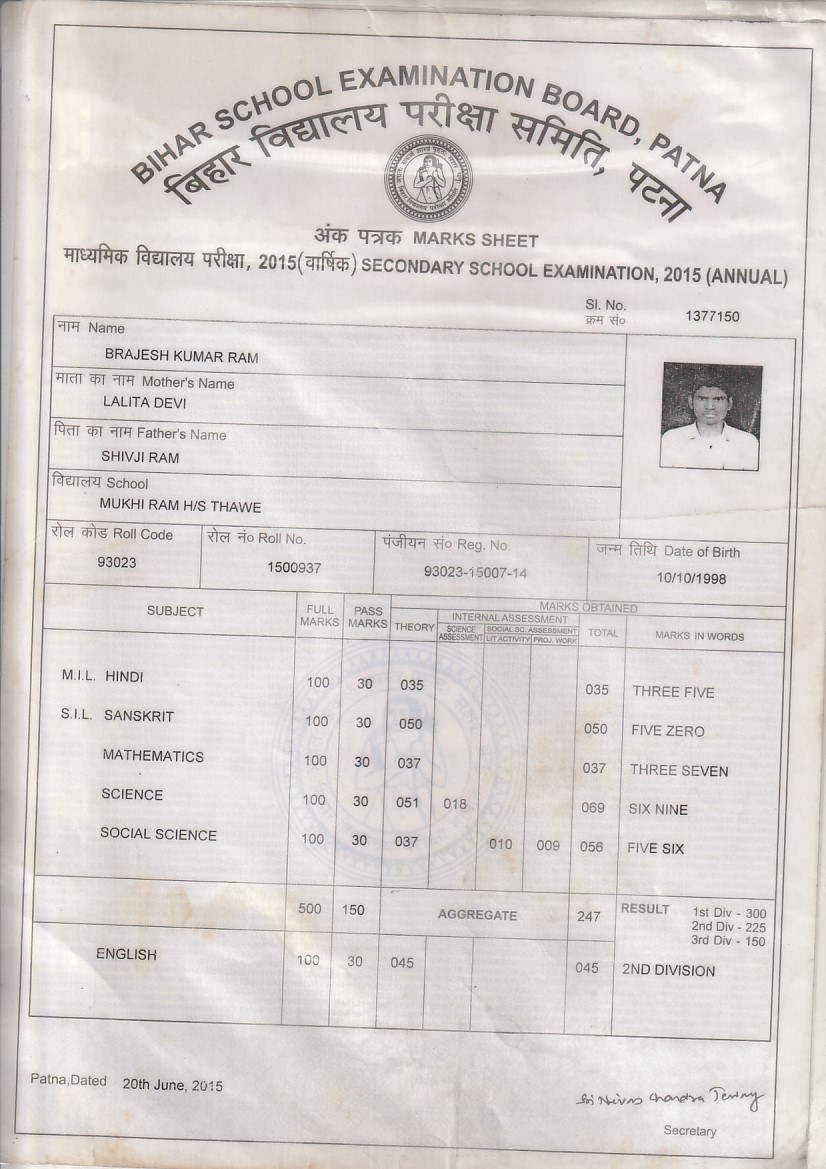 BIHAR SCHOOL EXAMINATION BOARD, PATNA
बिहार विद्यालय परीक्षा समिति, पटना
अंक पत्रक MARKS SHEET
माध्यमिक विद्यालय परीक्षा, 2015(वार्षिक) SECONDARY SCHOOL EXAMINATION, 2015 (ANNUAL)
Sl. No.
क्रम सं० 1377150
नाम Name
BRAJESH KUMAR RAM
माता का नाम Mother's Name
LALITA DEVI
पिता का नाम Father's Name
SHIVJI RAM
विद्यालय School
MUKHI RAM H/S THAWE
रोल कोड Roll Code रोल नं० Roll No. पंजीयन सं० Reg. No. जन्म तिथि Date of Birth
93023 1500937 93023-15007-14 10/10/1998
SUBJECT FULL MARKS PASS MARKS MARKS OBTAINED
THEORY INTERNAL ASSESSMENT TOTAL MARKS IN WORDS
SCIENCE ASSESSMENT SOCIAL SC. ASSESSMENT
LIT ACTIVITY PROJ. WORK
M.I.L. HINDI 100 30 035 035 THREE FIVE
S.I.L. SANSKRIT 100 30 050 050 FIVE ZERO
MATHEMATICS 100 30 037 037 THREE SEVEN
SCIENCE 100 30 051 018 069 SIX NINE
SOCIAL SCIENCE 100 30 037 010 009 056 FIVE SIX
500 150 AGGREGATE 247 RESULT 1st Div - 300
2nd Div - 225
3rd Div - 150
ENGLISH 100 30 045 045 2ND DIVISION
Patna,Dated 20th June, 2015
Secretary